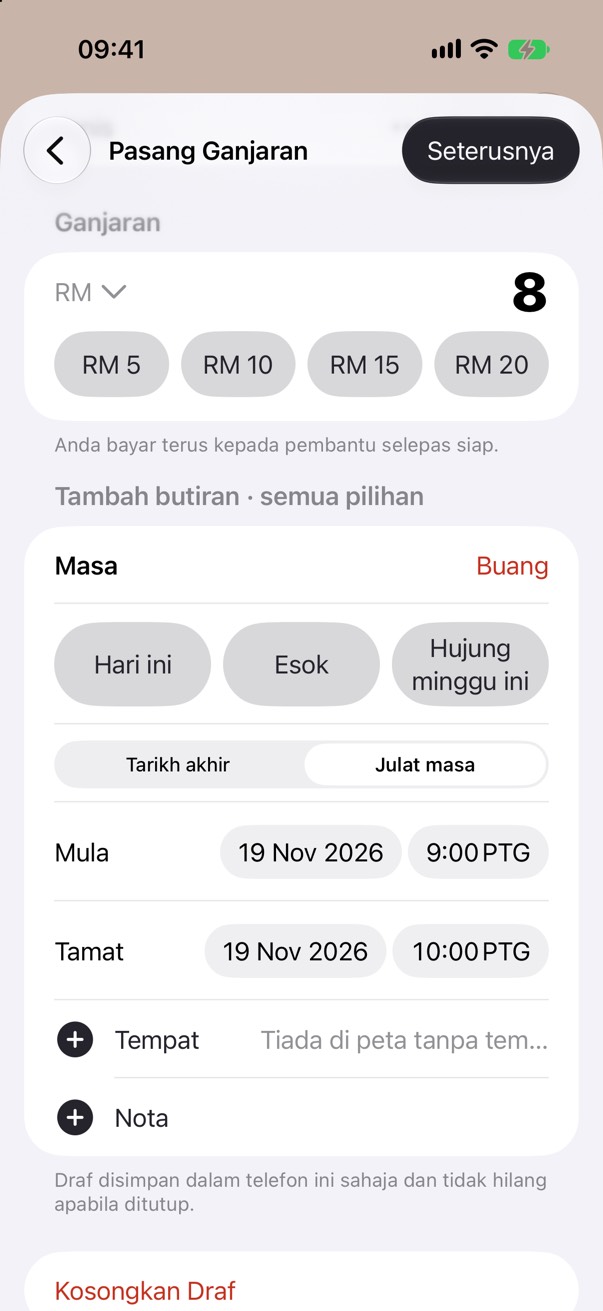 09:41
Pasang Ganjaran
Seterusnya
Ganjaran
RM
8
RM 5
RM 10
RM 15
RM 20
Anda bayar terus kepada pembantu selepas siap.
Tambah butiran · semua pilihan
Masa
Buang
Hari ini
Esok
Hujung
minggu ini
Tarikh akhir
Julat masa
Mula
19 Nov 2026
9:00 PTG
Tamat
19 Nov 2026
10:00 PTG
Tempat
Tiada di peta tanpa tem...
Nota
Draf disimpan dalam telefon ini sahaja dan tidak hilang
apabila ditutup.
Kosongkan Draf